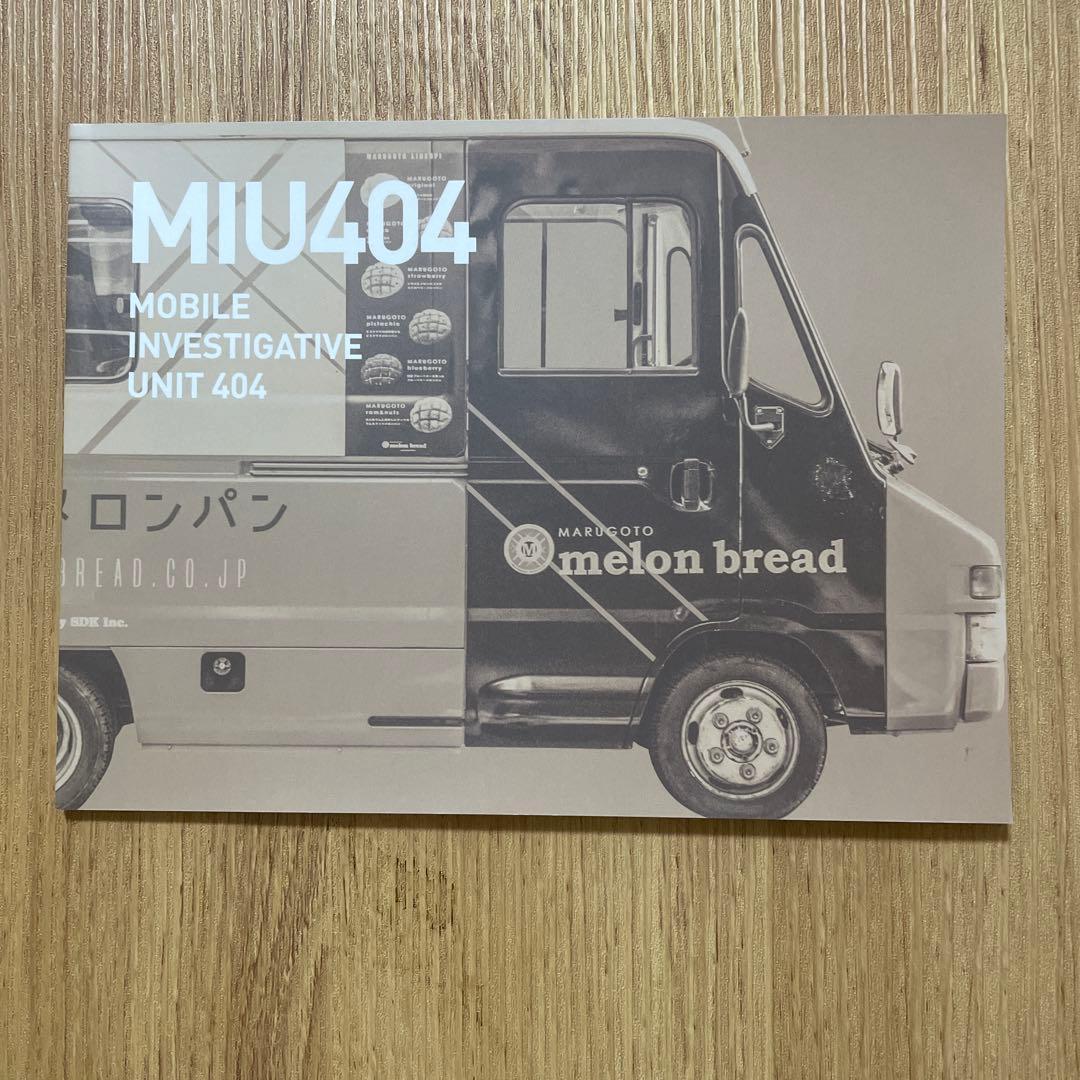 MIU404
MOBILE
INVESTIGATIVE
UNIT 404
MARUGOTO LINEUP!
MARUGOTO
original
MARUGOTO
strawberry
MARUGOTO
pistachio
MARUGOTO
blueberry
MARUGOTO
rum&nuts
melon bread
メロンパン
BREAD.CO.JP
y SDK Inc.
M
MARUGOTO
melon bread